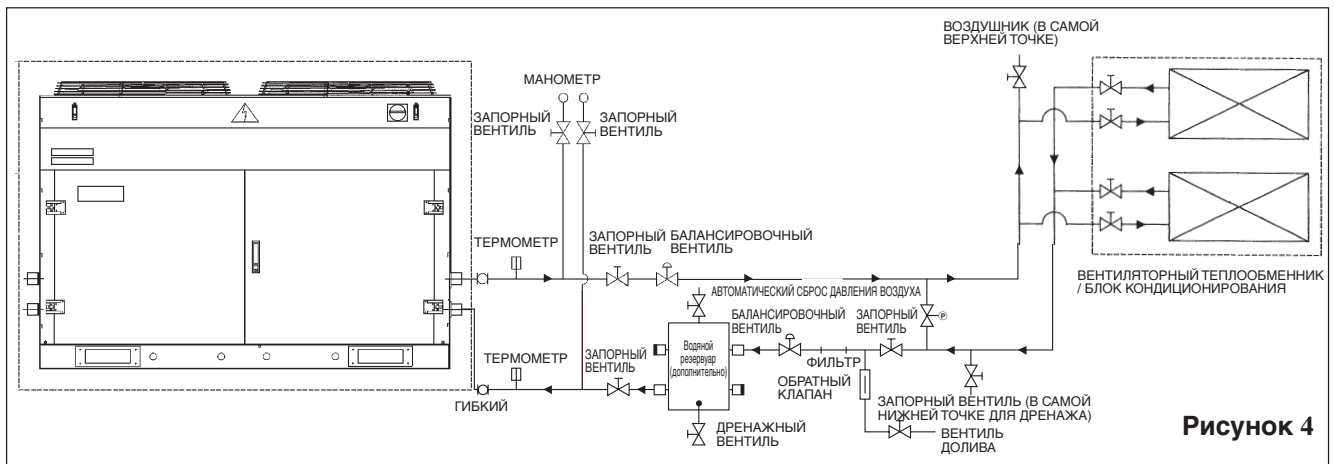 ВОЗДУШНИК (В САМОЙ
ВЕРХНЕЙ ТОЧКЕ)
МАНОМЕТР
ЗАПОРНЫЙ
ВЕНТИЛЬ
ЗАПОРНЫЙ
ВЕНТИЛЬ
ТЕРМОМЕТР
ЗАПОРНЫЙ
ВЕНТИЛЬ
БАЛАНСИРОВОЧНЫЙ
ВЕНТИЛЬ
ВЕНТИЛЯТОРНЫЙ ТЕПЛООБМЕННИК
/ БЛОК КОНДИЦИОНИРОВАНИЯ
АВТОМАТИЧЕСКИЙ СБРОС ДАВЛЕНИЯ ВОЗДУХА
БАЛАНСИРОВОЧНЫЙ
ВЕНТИЛЬ
ЗАПОРНЫЙ
ВЕНТИЛЬ
P
Водяной
резервуар
(дополнительно)
ТЕРМОМЕТР
ЗАПОРНЫЙ
ВЕНТИЛЬ
ФИЛЬТР
ОБРАТНЫЙ
КЛАПАН
ГИБКИЙ
ЗАПОРНЫЙ ВЕНТИЛЬ (В САМОЙ
НИЖНЕЙ ТОЧКЕ ДЛЯ ДРЕНАЖА)
ДРЕНАЖНЫЙ
ВЕНТИЛЬ
ВЕНТИЛЬ
ДОЛИВА
Рисунок 4